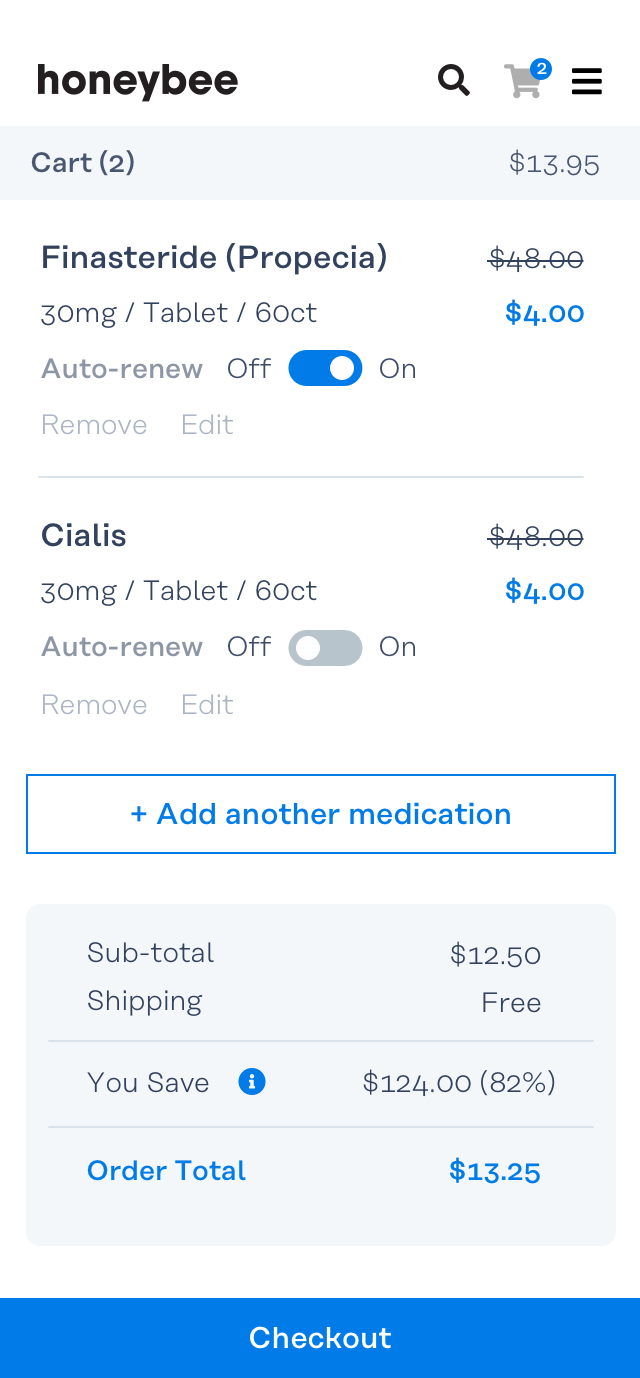 honeybee
2
Cart (2) $13.95
Finasteride (Propecia) $48.00
30mg / Tablet / 60ct $4.00
Auto-renew Off On
Remove Edit
Cialis $48.00
30mg / Tablet / 60ct $4.00
Auto-renew Off On
Remove Edit
+ Add another medication
Sub-total $12.50
Shipping Free
You Save i $124.00 (82%)
Order Total $13.25
Checkout